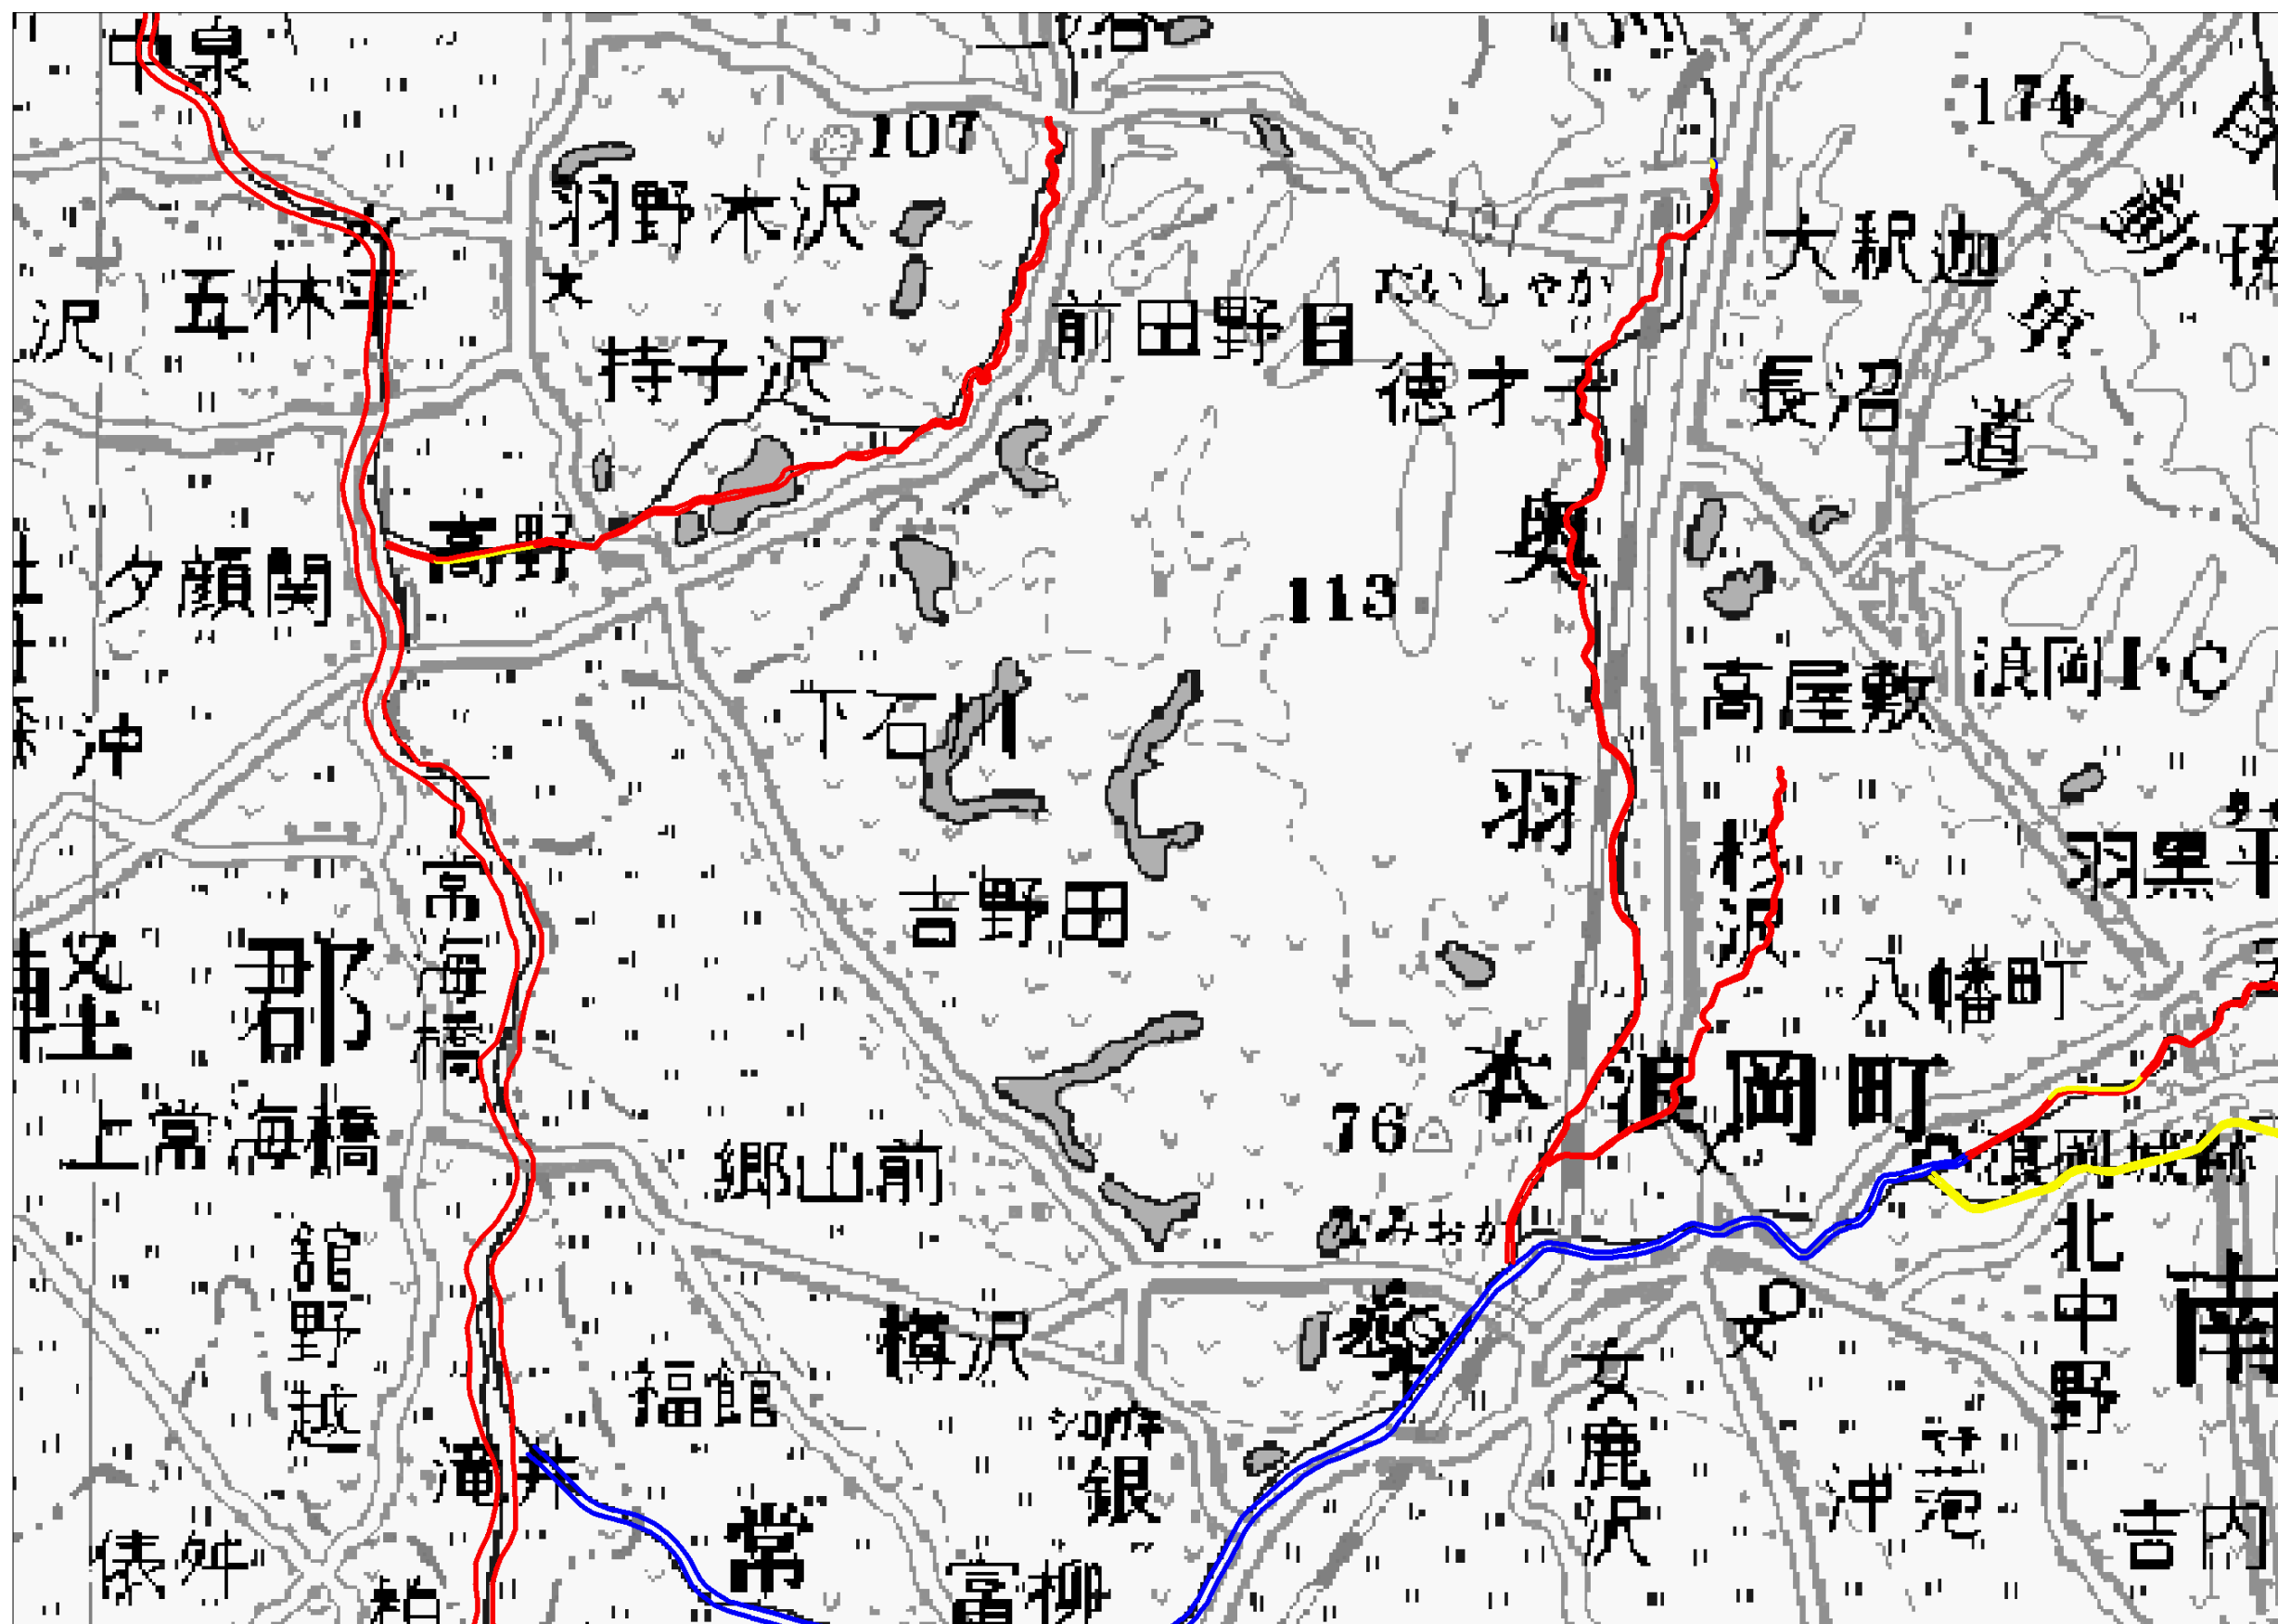 中泉
107
174
羽野木沢
大釈迦
五林平
沢
前田野目
だいしゃか
持子沢
徳才子
長沼
道
高野
奥
夕顔関
113
浪岡I・C
高屋敷
下石川
沖
羽
杉沢
羽黒平
常海橋
吉野田
軽
郡
八幡町
本
浪岡町
76
上常海橋
郷山前
浪岡城跡
なみおか
北中野
南
館野越
樽沢
女鹿沢
福館
滝井
銀
沖萢
吉内
俵舛
常
富柳
柏